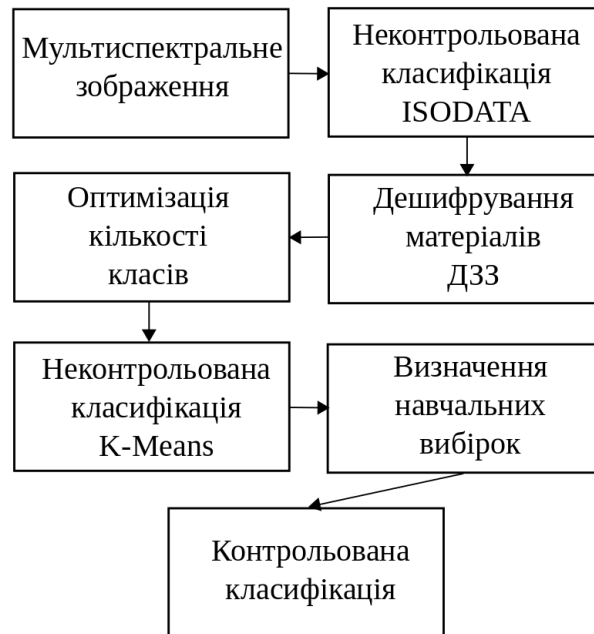 Мультиспектральне
зображення
Неконтрольована
класифікація
ISODATA
Дешифрування
матеріалів
ДЗЗ
Оптимізація
кількості
класів
Неконтрольована
класифікація
K-Means
Визначення
навчальних
вибірок
Контрольована
класифікація